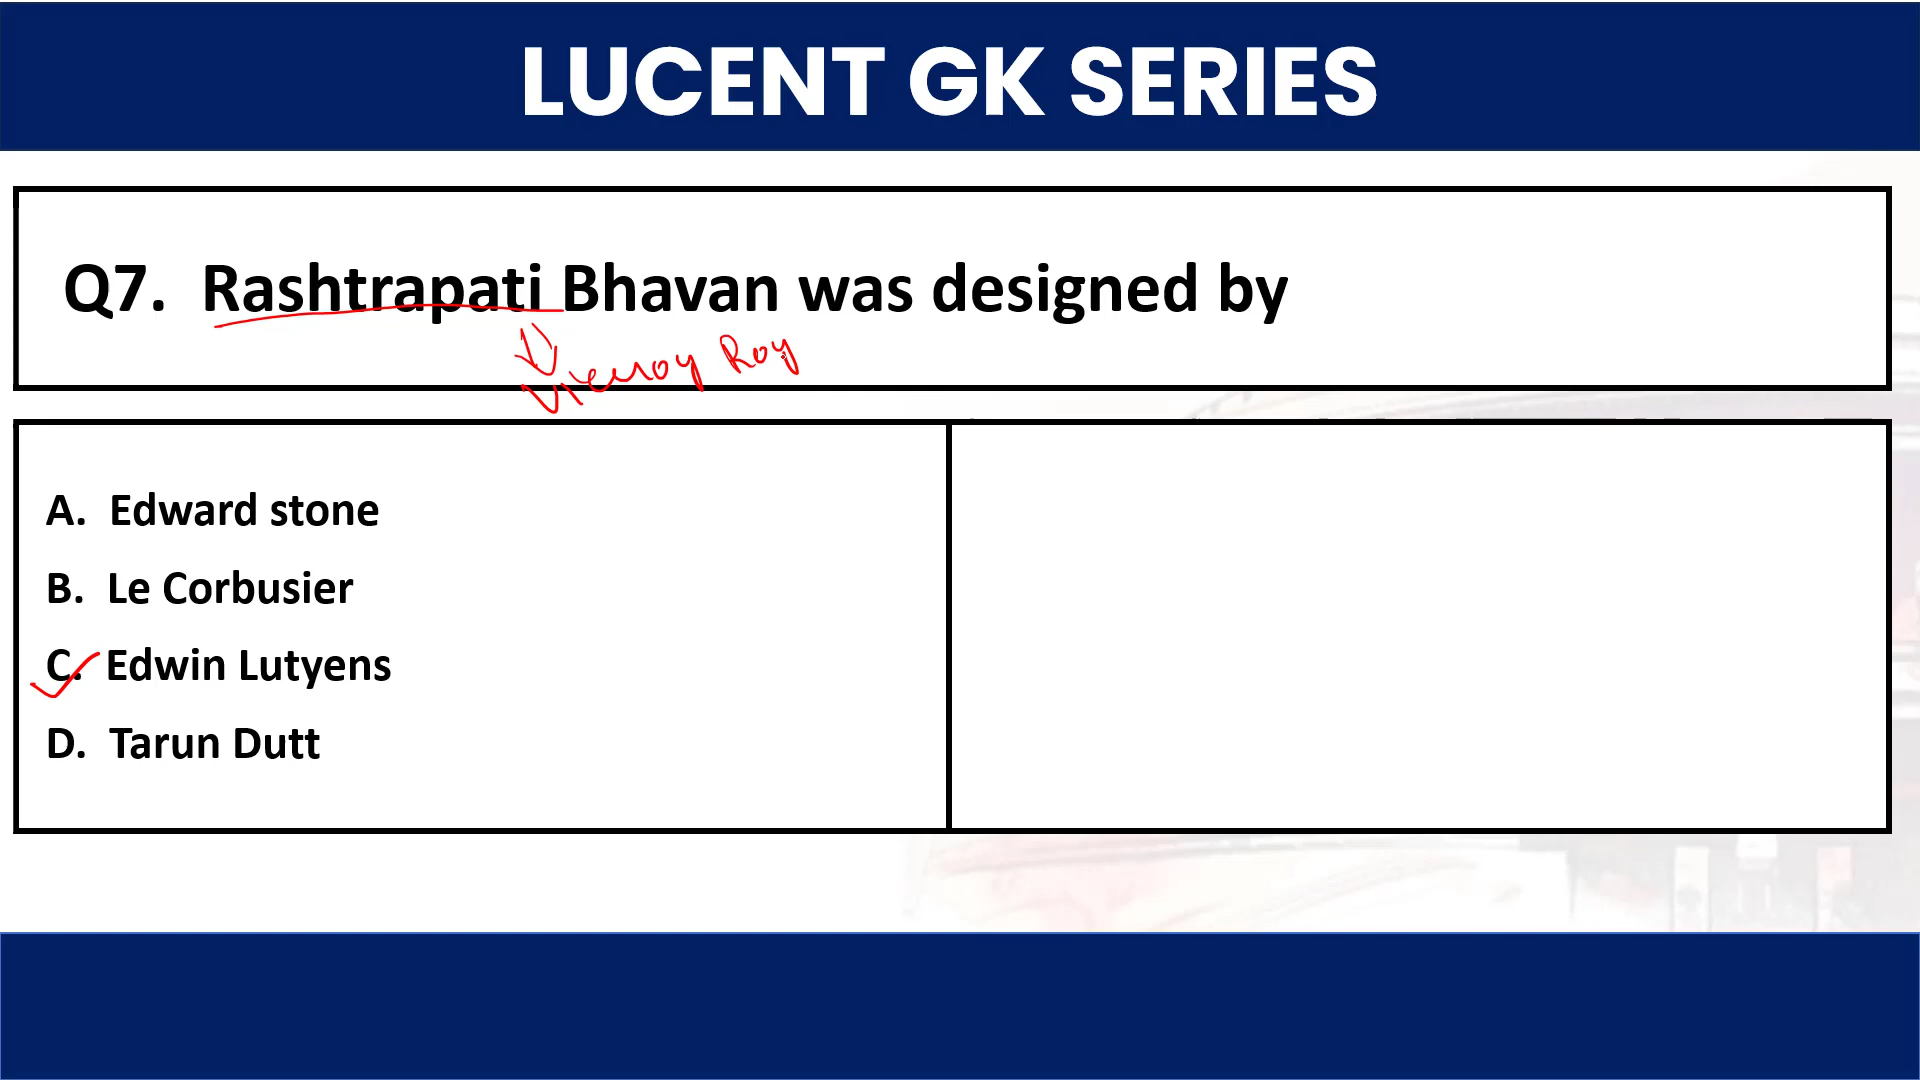 LUCENT GK SERIES
Q7. Rashtrapati Bhavan was designed by
Viceroy Roy
A. Edward stone
B. Le Corbusier
C. Edwin Lutyens
D. Tarun Dutt